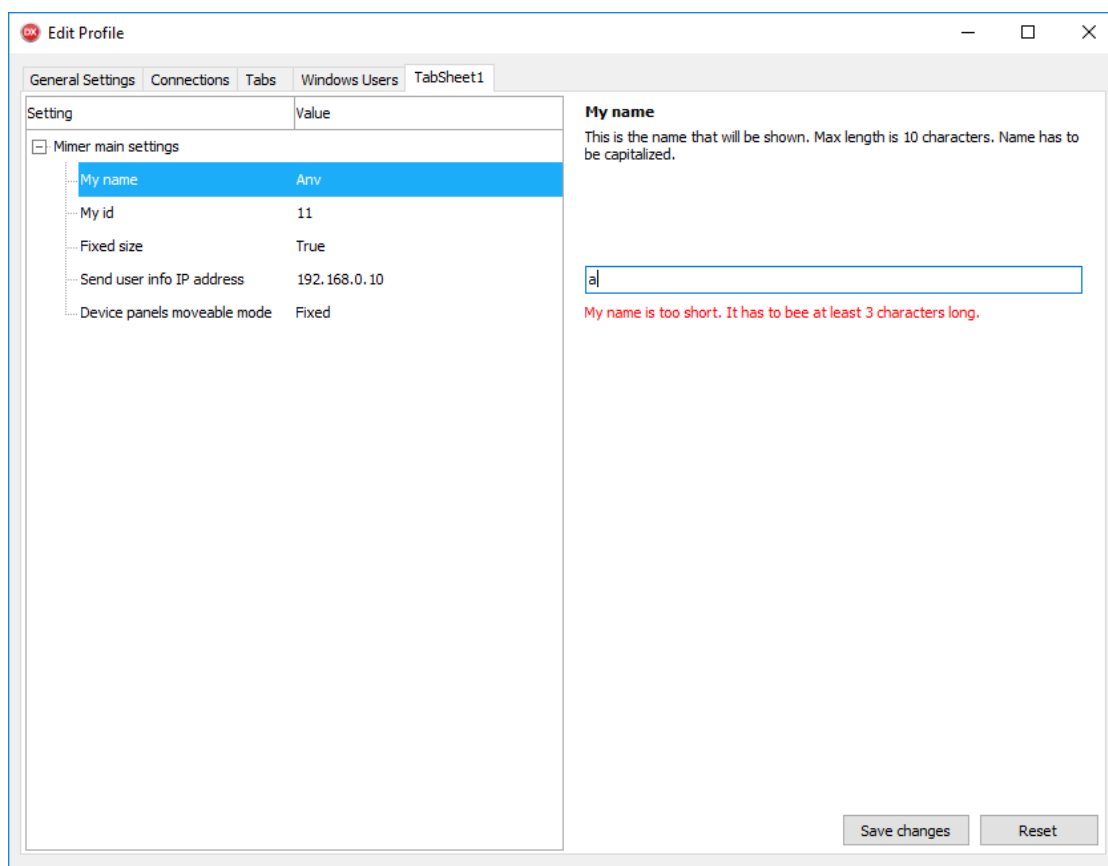 DX Edit Profile
General Settings Connections Tabs Windows Users TabSheet1
Setting Value
Mimer main settings
My name Anv
My id 11
Fixed size True
Send user info IP address 192.168.0.10
Device panels moveable mode Fixed
My name
This is the name that will be shown. Max length is 10 characters. Name has to
be capitalized.
a
My name is too short. It has to bee at least 3 characters long.
Save changes Reset